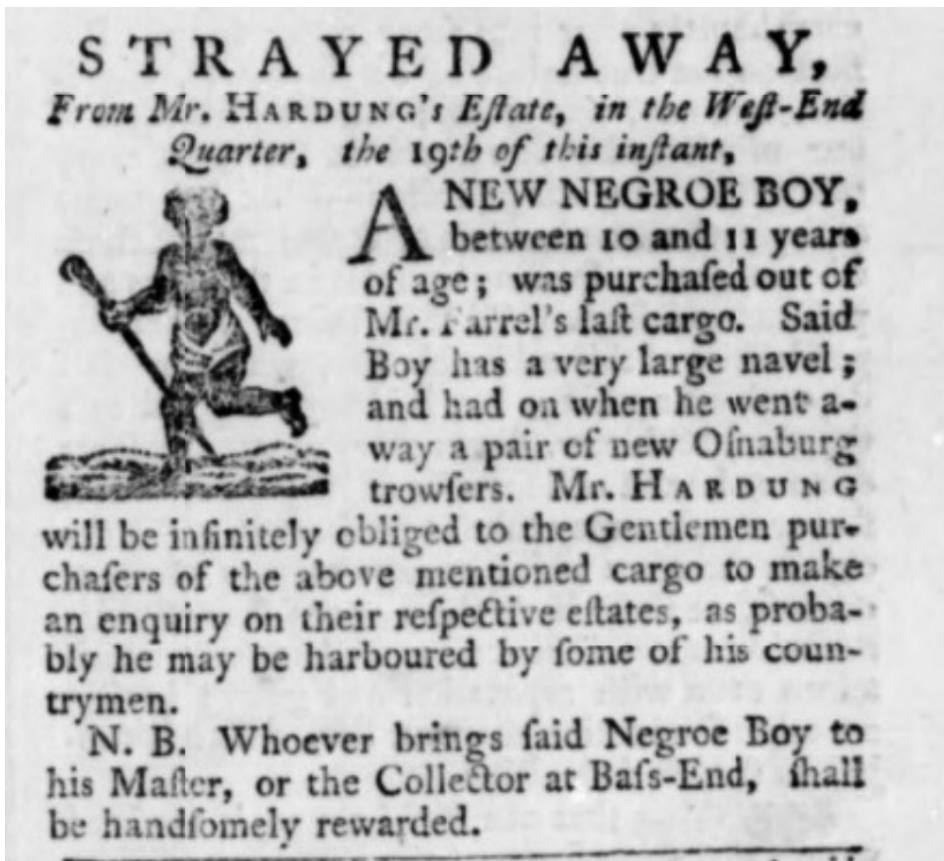 STRAYED AWAY,
From Mr. HARDUNG's Eſtate, in the Weſt-End
Quarter, the 19th of this inſtant,
A NEW NEGROE BOY,
between 10 and 11 years
of age; was purchaſed out of
Mr. Farrel's laſt cargo. Said
Boy has a very large navel;
and had on when he went a-
way a pair of new Oſnaburg
trowſers. Mr. HARDUNG
will be infinitely obliged to the Gentlemen pur-
chaſers of the above mentioned cargo to make
an enquiry on their reſpective eſtates, as proba-
bly he may be harboured by ſome of his coun-
trymen.
N. B. Whoever brings ſaid Negroe Boy to
his Maſter, or the Collector at Baſs-End, ſhall
be handſomely rewarded.